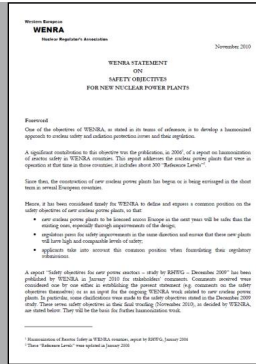 Western European
WENRA
Nuclear Regulator's Association
November 2010
WENRA STATEMENT
ON
SAFETY OBJECTIVES
FOR NEW NUCLEAR POWER PLANTS
Foreword
One of the objectives of WENRA, as stated in its terms of reference, is to develop a harmonized
approach to nuclear safety and radiation protection issues and their regulation.
A significant contribution to this objective was the publication, in 2006¹, of a report on harmonization
of reactor safety in WENRA countries. This report addresses the nuclear power plants that were in
operation at that time in those countries; it includes about 300 "Reference Levels"².
Since then, the construction of new nuclear power plants has begun or is being envisaged in the short
term in several European countries.
Hence, it has been considered timely for WENRA to define and express a common position on the
safety objectives of new nuclear power plants, so that:
• new nuclear power plants to be licensed across Europe in the next years will be safer than the
existing ones, especially through improvements of the design;
• regulators press for safety improvements in the same direction and ensure that these new plants
will have high and comparable levels of safety;
• applicants take into account this common position when formulating their regulatory
submissions.
A report "Safety objectives for new power reactors – study by RHWG – December 2009" has been
published by WENRA in January 2010 for stakeholders' comments. Comments received were
considered one by one either in establishing the present statement (e.g. comments on the safety
objectives themselves) or as an input for the ongoing WENRA work related to new nuclear power
plants. In particular, some clarifications were made to the safety objectives stated in the December 2009
study. These seven safety objectives in their final wording (November 2010), as decided by WENRA,
are stated below. They will be the basis for further harmonization work.
¹ Harmonization of Reactor Safety in WENRA countries, report by RHWG, January 2006
² These "Reference Levels" were updated in January 2008